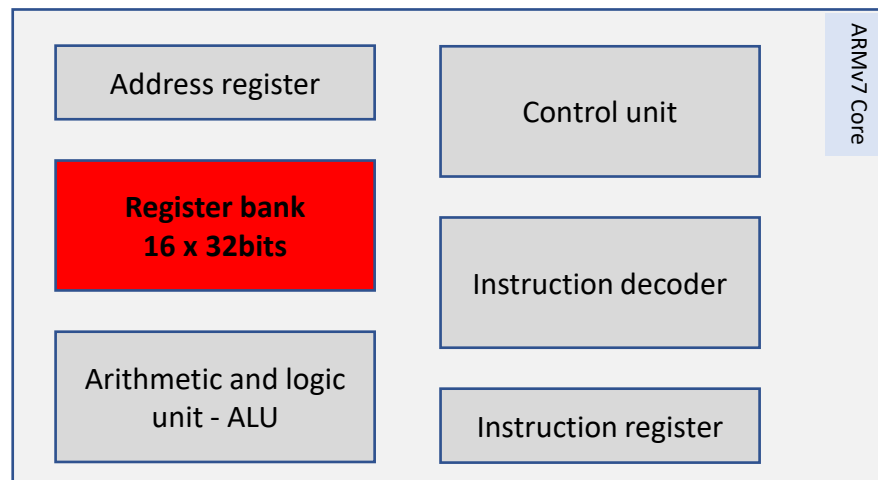 Address register
Register bank
16 x 32bits
Arithmetic and logic
unit - ALU
Control unit
Instruction decoder
Instruction register
ARMv7 Core